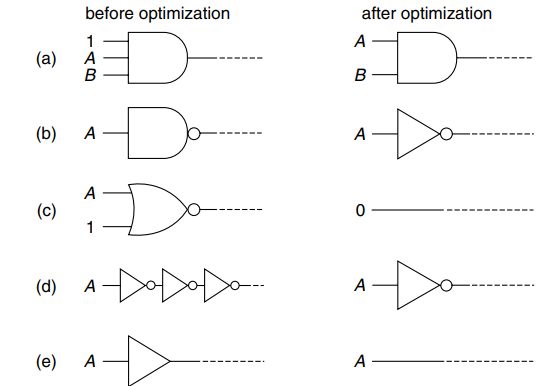 before optimization after optimization
(a) 1 A B A B
(b) A A
(c) A 1 0
(d) A A
(e) A A